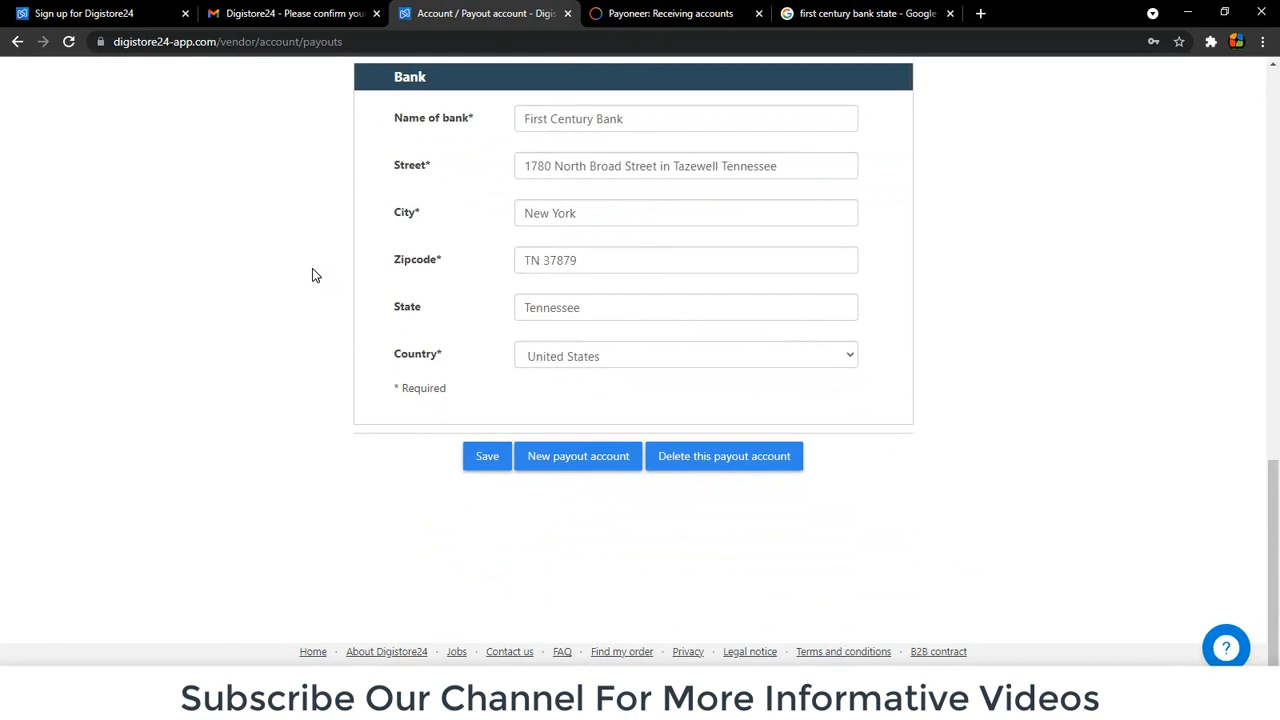 Sign up for Digistore24
Digistore24 - Please confirm your
Account / Payout account - Digis
Payoneer: Receiving accounts
first century bank state - Google
digistore24-app.com/vendor/account/payouts
Bank
Name of bank* First Century Bank
Street* 1780 North Broad Street in Tazewell Tennessee
City* New York
Zipcode* TN 37879
State Tennessee
Country* United States
* Required
Save New payout account Delete this payout account
Home · About Digistore24 · Jobs · Contact us · FAQ · Find my order · Privacy · Legal notice · Terms and conditions · B2B contract
?
Subscribe Our Channel For More Informative Videos